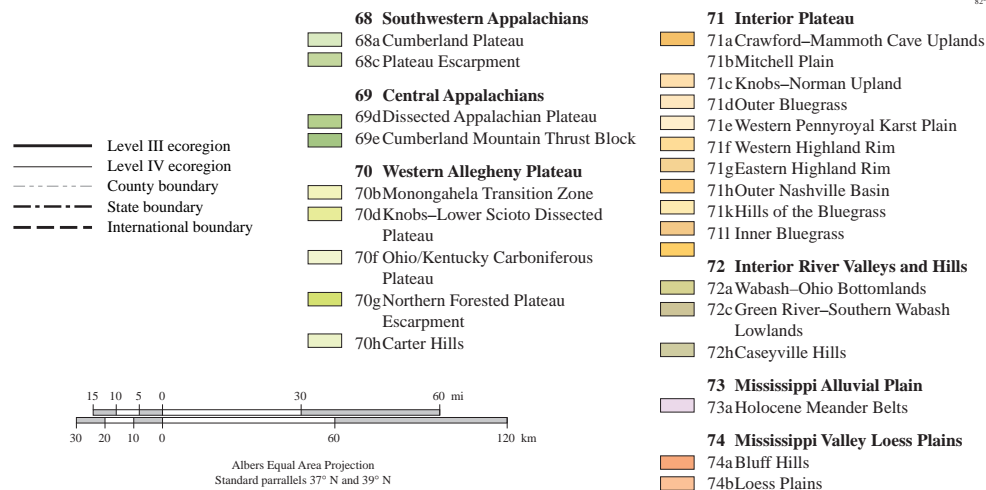 Level III ecoregion
Level IV ecoregion
County boundary
State boundary
International boundary
68 Southwestern Appalachians
68a Cumberland Plateau
68c Plateau Escarpment
69 Central Appalachians
69d Dissected Appalachian Plateau
69e Cumberland Mountain Thrust Block
70 Western Allegheny Plateau
70b Monongahela Transition Zone
70d Knobs–Lower Scioto Dissected
Plateau
70f Ohio/Kentucky Carboniferous
Plateau
70g Northern Forested Plateau
Escarpment
70h Carter Hills
82°
71 Interior Plateau
71a Crawford–Mammoth Cave Uplands
71b Mitchell Plain
71c Knobs–Norman Upland
71d Outer Bluegrass
71e Western Pennyroyal Karst Plain
71f Western Highland Rim
71g Eastern Highland Rim
71h Outer Nashville Basin
71k Hills of the Bluegrass
71l Inner Bluegrass
72 Interior River Valleys and Hills
72a Wabash–Ohio Bottomlands
72c Green River–Southern Wabash
Lowlands
72h Caseyville Hills
73 Mississippi Alluvial Plain
73a Holocene Meander Belts
74 Mississippi Valley Loess Plains
74a Bluff Hills
74b Loess Plains
15 10 5 0 30 60 mi
30 20 10 0 60 120 km
Albers Equal Area Projection
Standard parrallels 37° N and 39° N